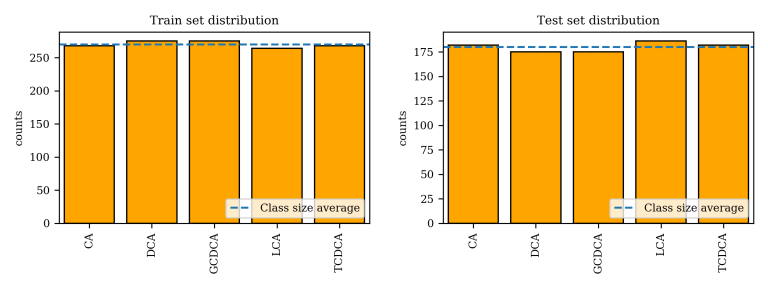 Train set distribution
counts
250
200
150
100
50
0
Class size average
CA
DCA
GCDCA
LCA
TCDCA
Test set distribution
counts
175
150
125
100
75
50
25
0
Class size average
CA
DCA
GCDCA
LCA
TCDCA